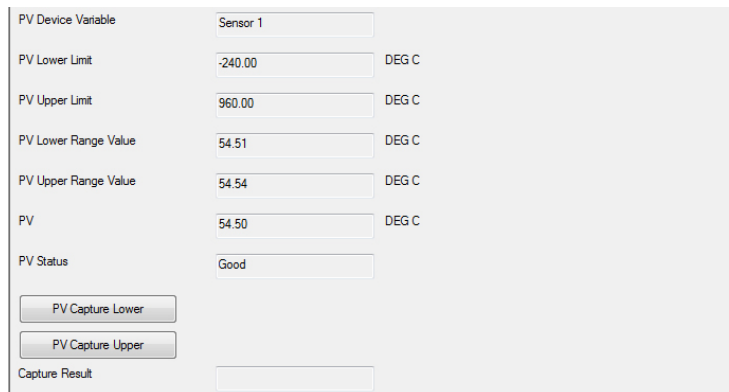 PV Device Variable Sensor 1
PV Lower Limit -240.00 DEG C
PV Upper Limit 960.00 DEG C
PV Lower Range Value 54.51 DEG C
PV Upper Range Value 54.54 DEG C
PV 54.50 DEG C
PV Status Good
PV Capture Lower
PV Capture Upper
Capture Result